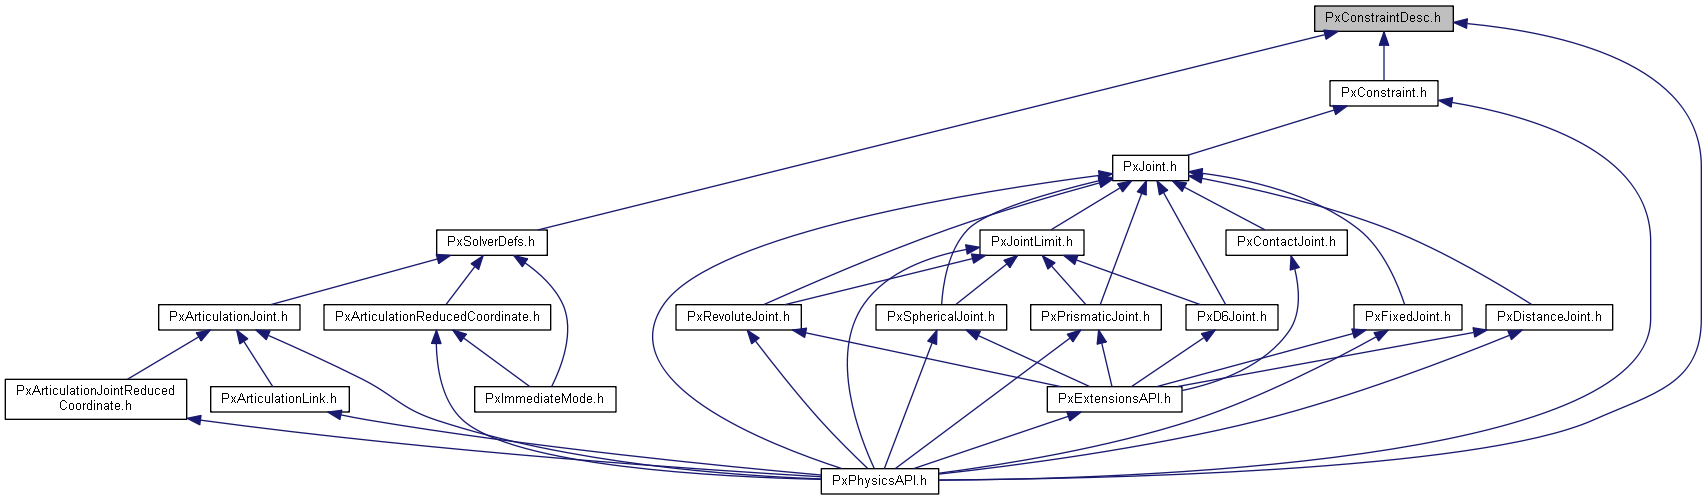 PxConstraintDesc.h
PxConstraint.h
PxJoint.h
PxSolverDefs.h
PxJointLimit.h
PxContactJoint.h
PxArticulationJoint.h
PxArticulationReducedCoordinate.h
PxRevoluteJoint.h
PxSphericalJoint.h
PxPrismaticJoint.h
PxD6Joint.h
PxFixedJoint.h
PxDistanceJoint.h
PxArticulationJointReduced
Coordinate.h
PxArticulationLink.h
PxImmediateMode.h
PxExtensionsAPI.h
PxPhysicsAPI.h